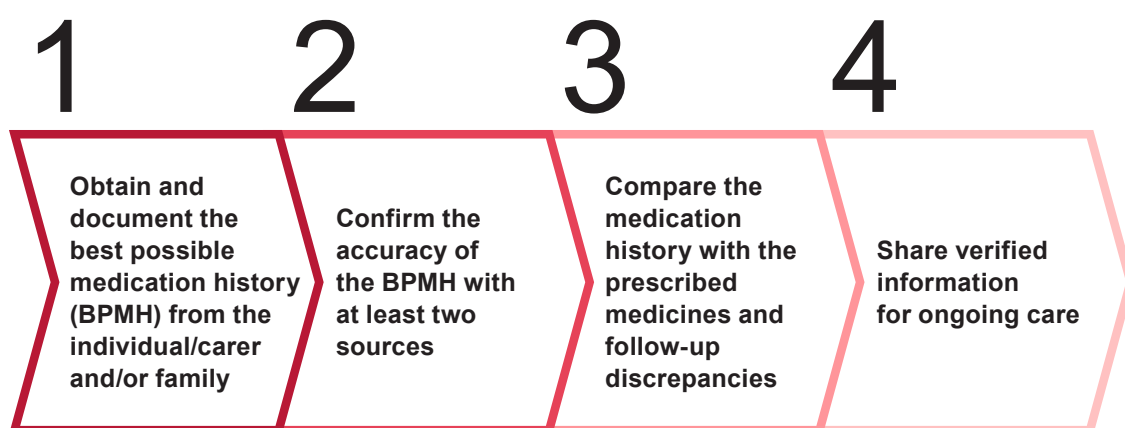 1
2
3
4
Obtain and
document the
best possible
medication history
(BPMH) from the
individual/carer
and/or family
Confirm the
accuracy of
the BPMH with
at least two
sources
Compare the
medication
history with the
prescribed
medicines and
follow-up
discrepancies
Share verified
information
for ongoing care